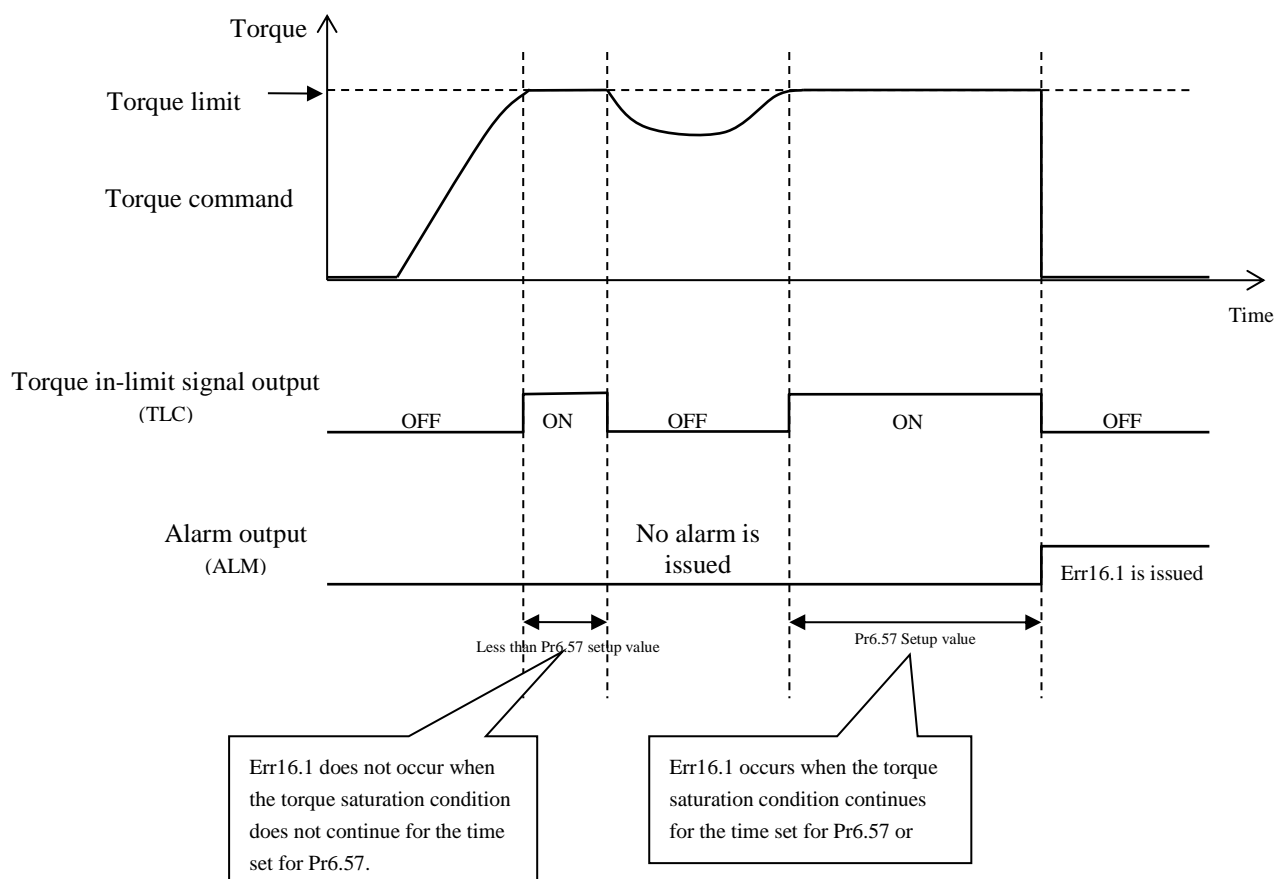 Torque
Torque limit
Torque command
Time
Torque in-limit signal output
(TLC)
OFF
ON
OFF
ON
OFF
Alarm output
(ALM)
No alarm is
issued
Err16.1 is issued
Less than Pr6.57 setup value
Pr6.57 Setup value
Err16.1 does not occur when
the torque saturation condition
does not continue for the time
set for Pr6.57.
Err16.1 occurs when the torque
saturation condition continues
for the time set for Pr6.57 or